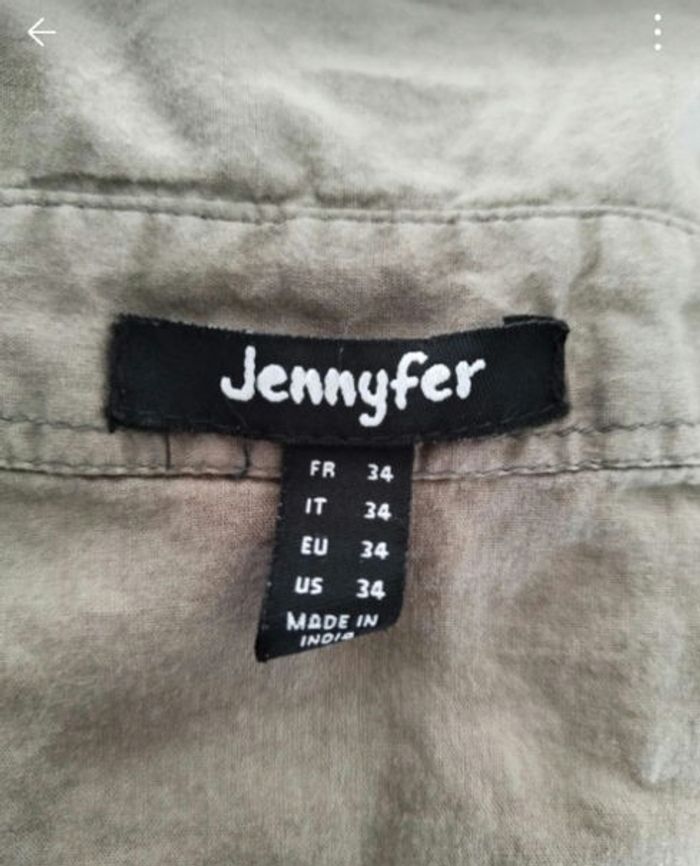 Jennyfer
FR 34
IT 34
EU 34
US 34
MADE IN
INDIA